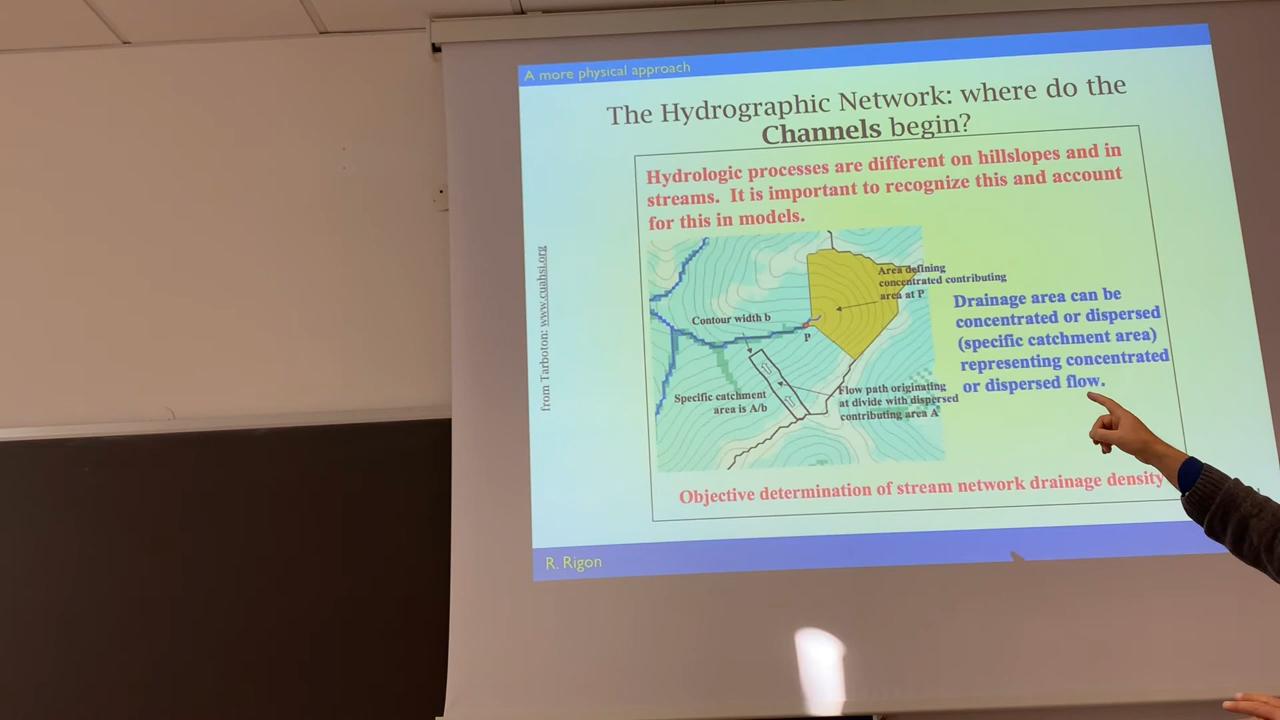 A more physical approach
The Hydrographic Network: where do the
Channels begin?
Hydrologic processes are different on hillslopes and in
streams. It is important to recognize this and account
for this in models.
from Tarboton: www.cuahsi.org
Area defining
concentrated contributing
area at P
Contour width b
P
Specific catchment
area is A/b
Flow path originating
at divide with dispersed
contributing area A
Drainage area can be
concentrated or dispersed
(specific catchment area)
representing concentrated
or dispersed flow.
Objective determination of stream network drainage density
R. Rigon